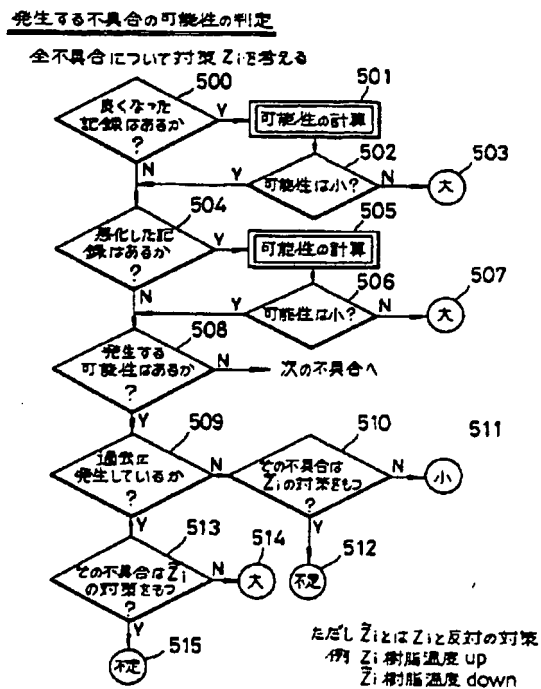 発生する不具合の可能性の判定
全不具合について対策Ziを考える
500
良くなった
記録はあるか
?
Y
N
501
可能性の計算
502
可能性は小?
Y
N
503
大
504
悪化した記
録はあるか
?
Y
N
505
可能性の計算
506
可能性は小?
Y
N
507
大
508
発生する
可能性はあるか
?
N
次の不具合へ
Y
509
過去に
発生しているか
?
N
Y
510
その不具合は
Z̃iの対策をもつ
?
N
Y
511
小
512
不定
513
その不具合はZ̃i
の対策をもつ
?
N
Y
514
大
515
不定
ただしZ̃iとはZiと反対の対策
例 Zi樹脂温度up
Z̃i樹脂温度down